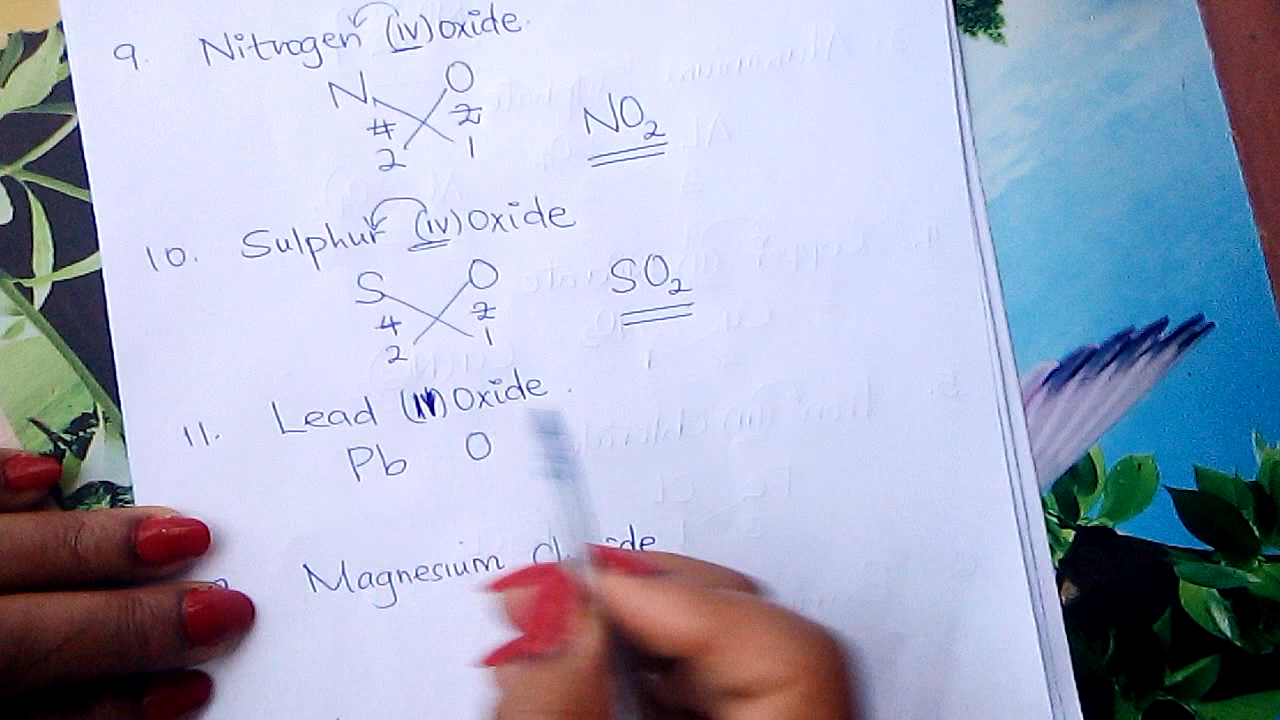 9. Nitrogen (iv) oxide.
N O
4 2
2 1
NO2
10. Sulphur (iv) Oxide
S O
4 2
2 1
SO2
11. Lead (IV) Oxide.
Pb O
Magnesium